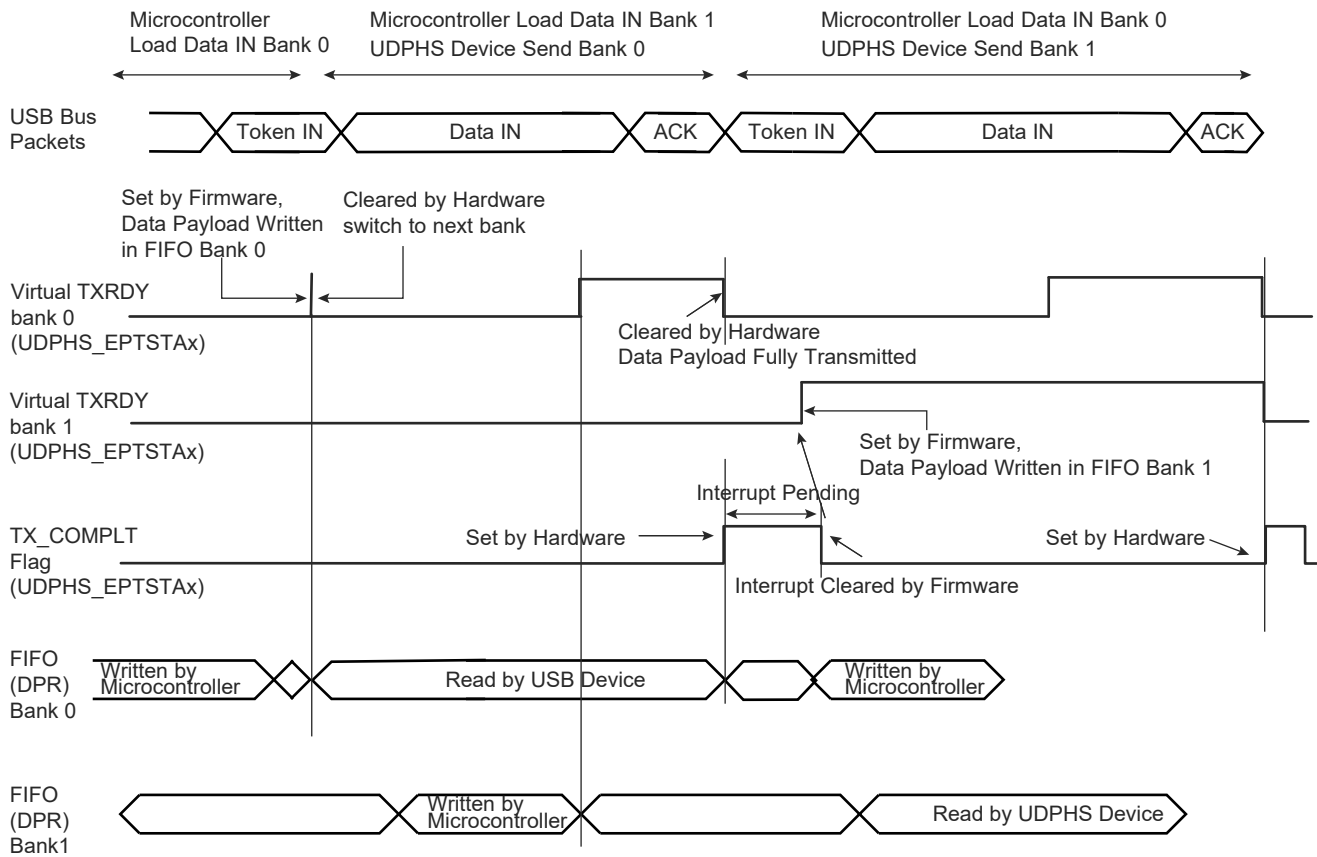 Microcontroller
Load Data IN Bank 0
Microcontroller Load Data IN Bank 1
UDPHS Device Send Bank 0
Microcontroller Load Data IN Bank 0
UDPHS Device Send Bank 1
USB Bus
Packets
Token IN
Data IN
ACK
Token IN
Data IN
ACK
Set by Firmware,
Data Payload Written
in FIFO Bank 0
Cleared by Hardware
switch to next bank
Virtual TXRDY
bank 0
(UDPHS_EPTSTAx)
Cleared by Hardware
Data Payload Fully Transmitted
Virtual TXRDY
bank 1
(UDPHS_EPTSTAx)
Set by Firmware,
Data Payload Written in FIFO Bank 1
Interrupt Pending
TX_COMPLT
Flag
(UDPHS_EPTSTAx)
Set by Hardware
Set by Hardware
Interrupt Cleared by Firmware
FIFO
(DPR)
Bank 0
Written by
Microcontroller
Read by USB Device
Written by
Microcontroller
FIFO
(DPR)
Bank1
Written by
Microcontroller
Read by UDPHS Device